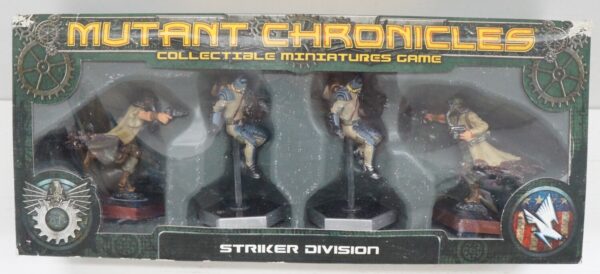 MUTANT CHRONICLES
COLLECTIBLE MINIATURES GAME
STRIKER DIVISION